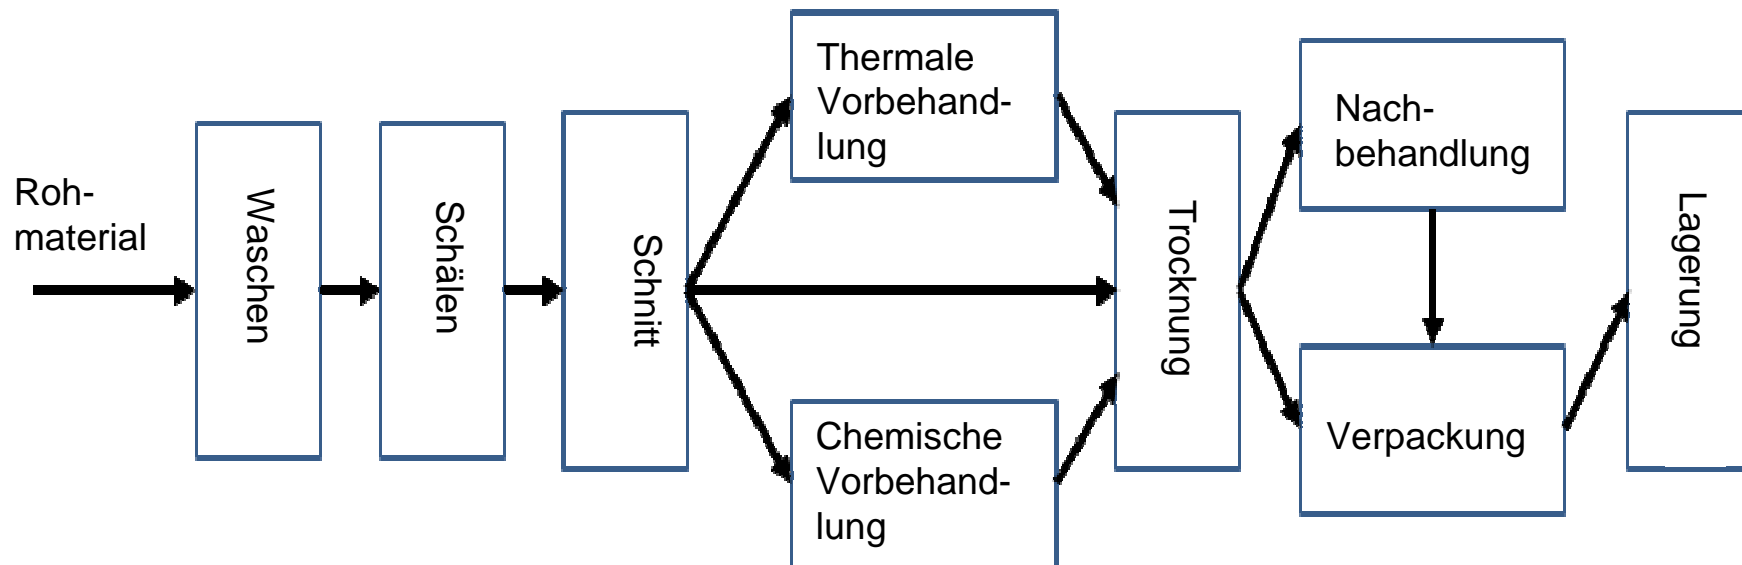 Roh-
material
Waschen
Schälen
Schnitt
Thermale
Vorbehand-
lung
Chemische
Vorbehand-
lung
Trocknung
Nach-
behandlung
Verpackung
Lagerung